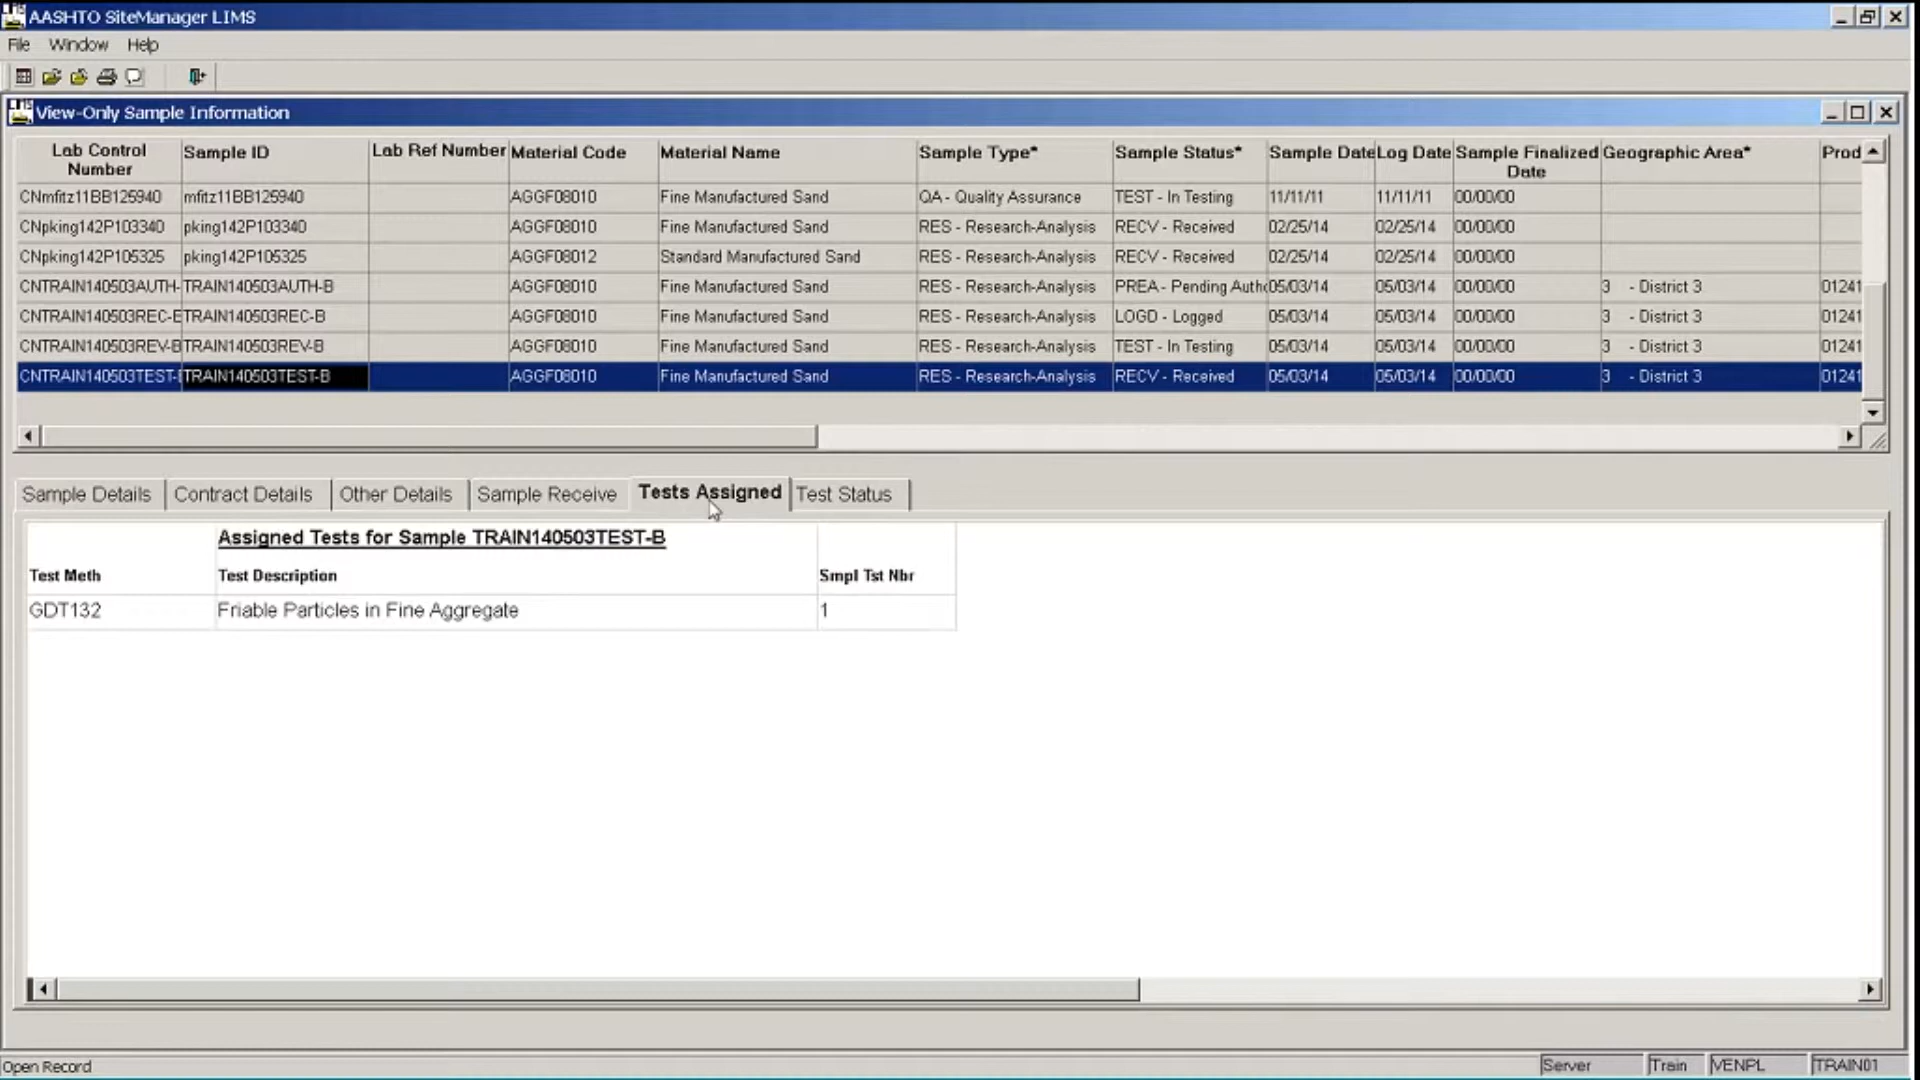 AASHTO SiteManager LIMS
File Window Help
View-Only Sample Information
Lab Control Number Sample ID Lab Ref Number Material Code Material Name Sample Type* Sample Status* Sample Date Log Date Sample Finalized Date Geographic Area* Prod
CNmfitz11BB125940 mfitz11BB125940 AGGF08010 Fine Manufactured Sand QA - Quality Assurance TEST - In Testing 11/11/11 11/11/11 00/00/00
CNpking142P103340 pking142P103340 AGGF08010 Fine Manufactured Sand RES - Research-Analysis RECV - Received 02/25/14 02/25/14 00/00/00
CNpking142P105325 pking142P105325 AGGF08012 Standard Manufactured Sand RES - Research-Analysis RECV - Received 02/25/14 02/25/14 00/00/00
CNTRAIN140503AUTH- TRAIN140503AUTH-B AGGF08010 Fine Manufactured Sand RES - Research-Analysis PREA - Pending Autho 05/03/14 05/03/14 00/00/00 3 - District 3 01241
CNTRAIN140503REC-E TRAIN140503REC-B AGGF08010 Fine Manufactured Sand RES - Research-Analysis LOGD - Logged 05/03/14 05/03/14 00/00/00 3 - District 3 01241
CNTRAIN140503REV-B TRAIN140503REV-B AGGF08010 Fine Manufactured Sand RES - Research-Analysis TEST - In Testing 05/03/14 05/03/14 00/00/00 3 - District 3 01241
CNTRAIN140503TEST- TRAIN140503TEST-B AGGF08010 Fine Manufactured Sand RES - Research-Analysis RECV - Received 05/03/14 05/03/14 00/00/00 3 - District 3 01241
Sample Details Contract Details Other Details Sample Receive Tests Assigned Test Status
Assigned Tests for Sample TRAIN140503TEST-B
Test Meth Test Description Smpl Tst Nbr
GDT132 Friable Particles in Fine Aggregate 1
Open Record Server Train VENPL TRAIN01